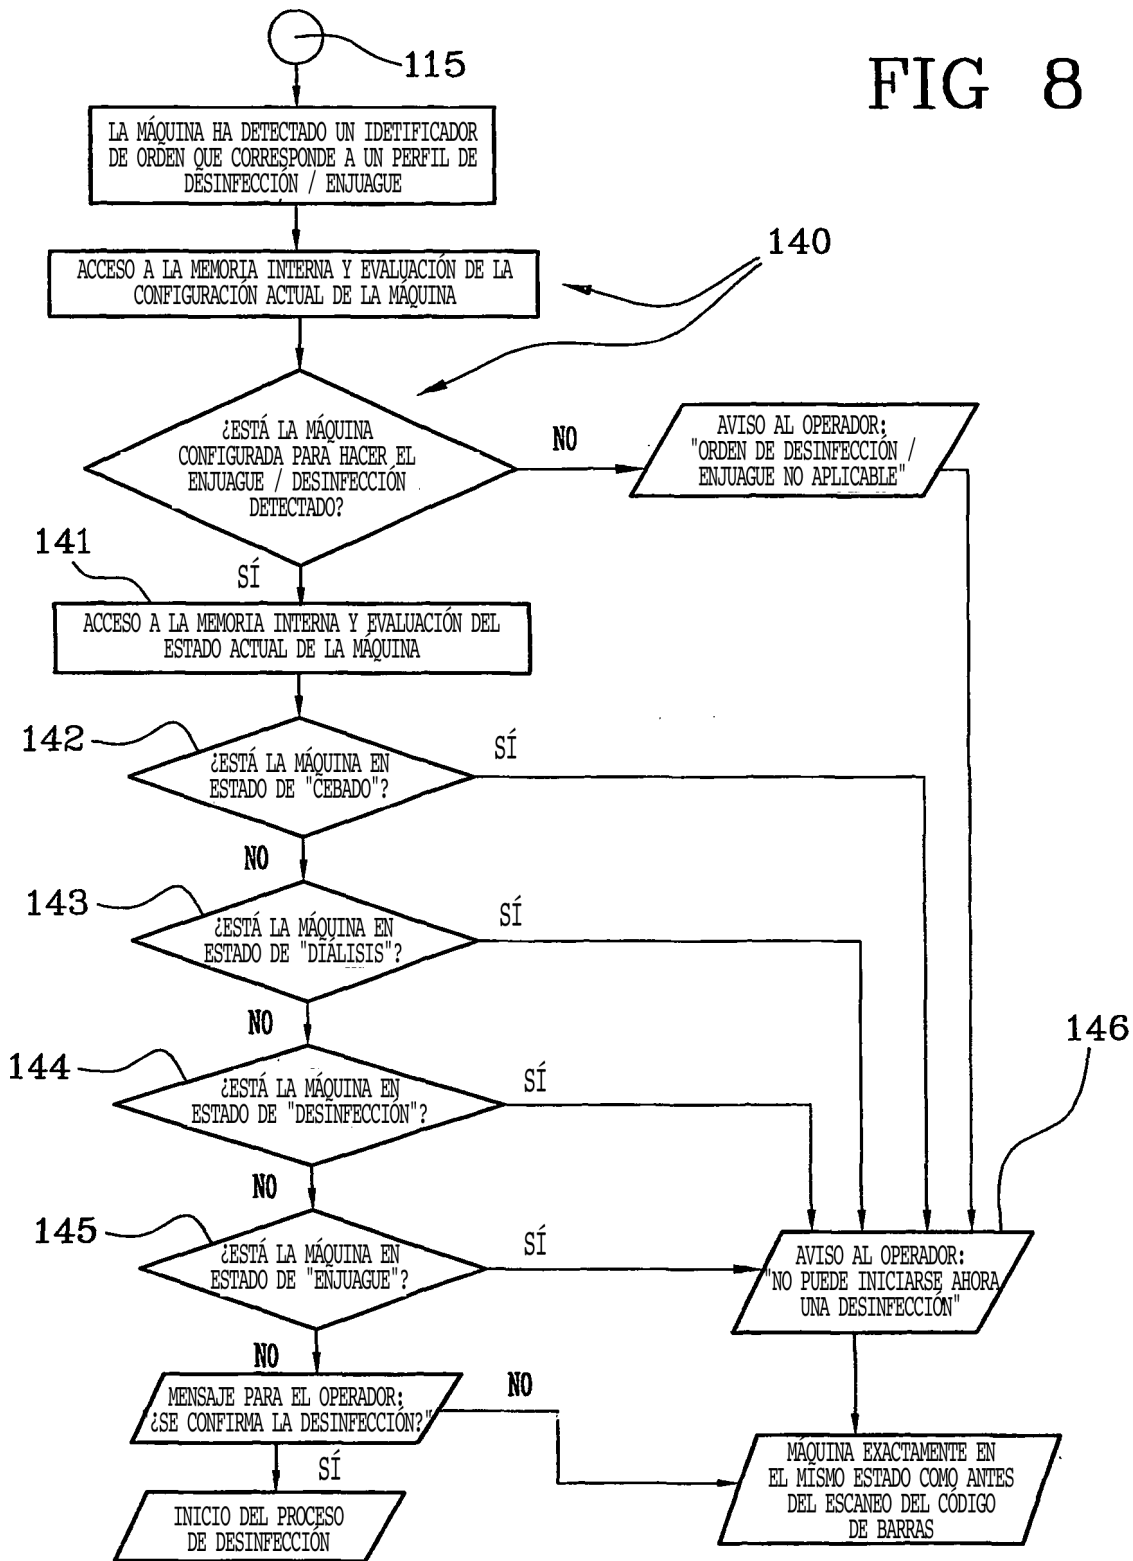 115
FIG 8
LA MÁQUINA HA DETECTADO UN IDETIFICADOR
DE ORDEN QUE CORRESPONDE A UN PERFIL DE
DESINFECCIÓN / ENJUAGUE
140
ACCESO A LA MEMORIA INTERNA Y EVALUACIÓN DE LA
CONFIGURACIÓN ACTUAL DE LA MÁQUINA
¿ESTÁ LA MÁQUINA
CONFIGURADA PARA HACER EL
ENJUAGUE / DESINFECCIÓN
DETECTADO?
NO
AVISO AL OPERADOR:
"ORDEN DE DESINFECCIÓN /
ENJUAGUE NO APLICABLE"
SÍ
141
ACCESO A LA MEMORIA INTERNA Y EVALUACIÓN DEL
ESTADO ACTUAL DE LA MÁQUINA
142
¿ESTÁ LA MÁQUINA EN
ESTADO DE "CEBADO"?
SÍ
NO
143
¿ESTÁ LA MÁQUINA EN
ESTADO DE "DIÁLISIS"?
SÍ
NO
144
¿ESTÁ LA MÁQUINA EN
ESTADO DE "DESINFECCIÓN"?
SÍ
146
NO
145
¿ESTÁ LA MÁQUINA EN
ESTADO DE "ENJUAGUE"?
SÍ
AVISO AL OPERADOR:
"NO PUEDE INICIARSE AHORA
UNA DESINFECCIÓN"
NO
MENSAJE PARA EL OPERADOR:
¿SE CONFIRMA LA DESINFECCIÓN?"
NO
SÍ
MÁQUINA EXACTAMENTE EN
EL MISMO ESTADO COMO ANTES
DEL ESCANEO DEL CÓDIGO
DE BARRAS
INICIO DEL PROCESO
DE DESINFECCIÓN